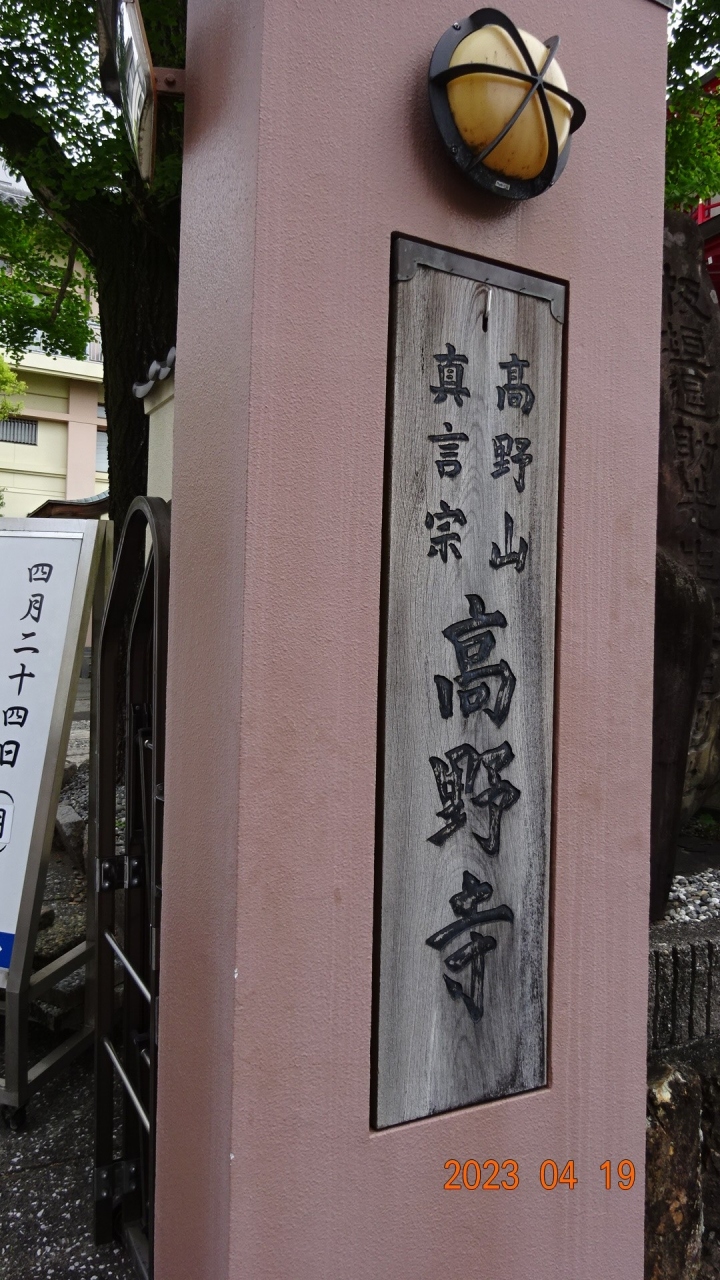 高野山
真言宗
高野寺
四月二十四日
2023 04 19